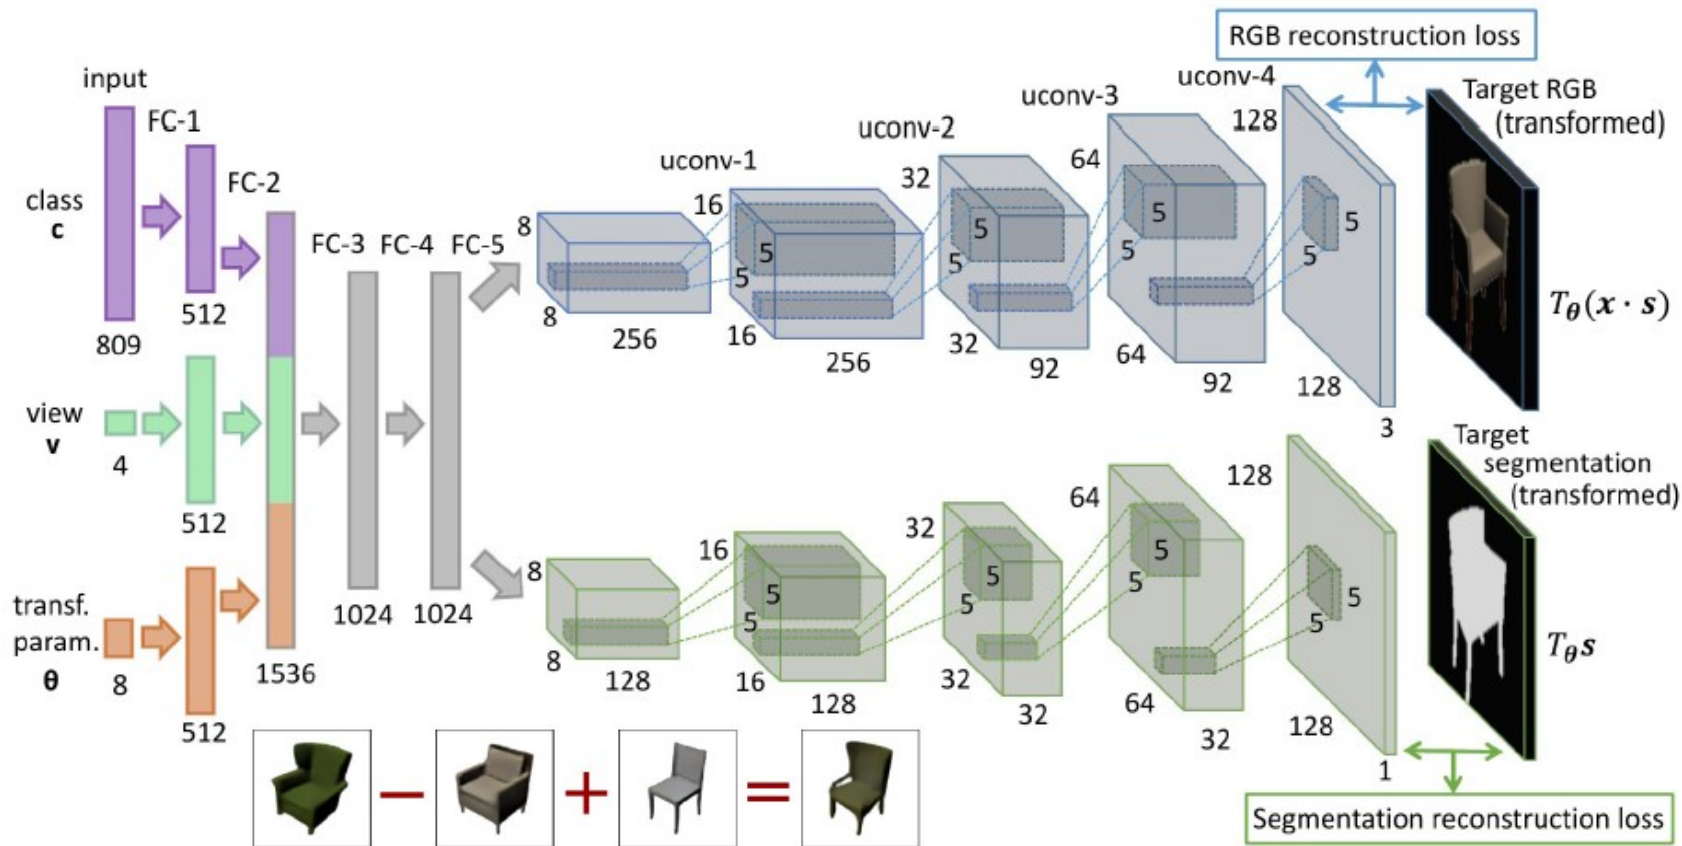 RGB reconstruction loss
input
FC-1
FC-2
FC-3
FC-4
FC-5
uconv-1
uconv-2
uconv-3
uconv-4
Target RGB
(transformed)
class
c
809
512
view
v
4
512
transf.
param.
θ
8
512
1536
1024
1024
8
8
256
16
5
5
16
256
32
5
5
32
92
64
5
5
64
92
128
5
5
128
3
T_θ(x · s)
8
8
128
16
5
5
16
128
32
5
5
32
32
64
5
5
64
32
128
5
5
128
1
Target
segmentation
(transformed)
T_θ s
− + =
Segmentation reconstruction loss